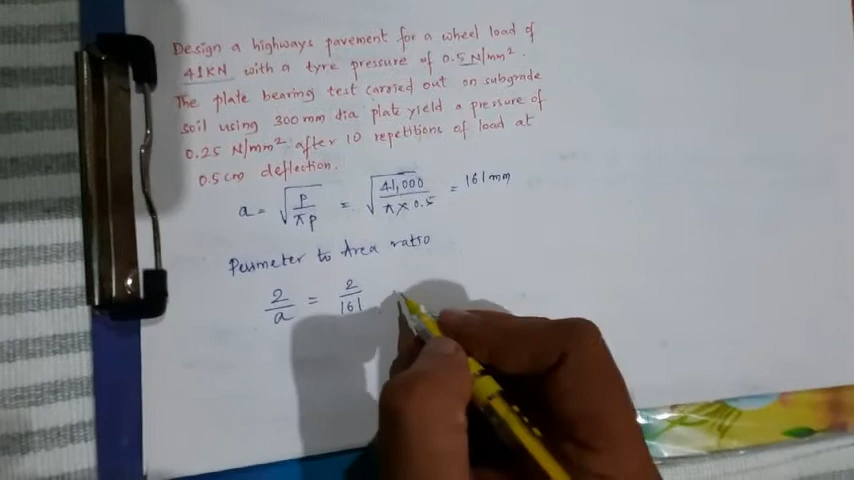 Design a highways pavement for a wheel load of
41KN with a tyre pressure of 0.5 N/mm².
The plate bearing test carried out on subgrade
soil using 300 mm dia plate yield a pressure of
0.25 N/mm² after 10 repetitions of load at
0.5 cm deflection.
a = √(P/πp) = √(41,000/π×0.5) = 161 mm
Perimeter to Area ratio
2/a = 2/161